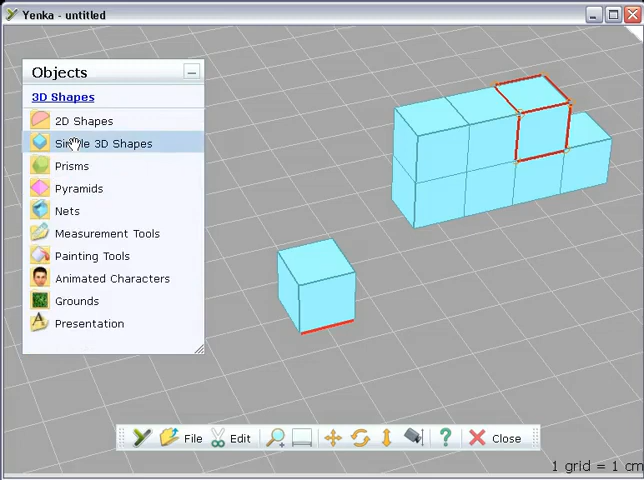 Yenka - untitled
Objects
3D Shapes
2D Shapes
Simple 3D Shapes
Prisms
Pyramids
Nets
Measurement Tools
Painting Tools
Animated Characters
Grounds
Presentation
File Edit ? Close
1 grid = 1 cm